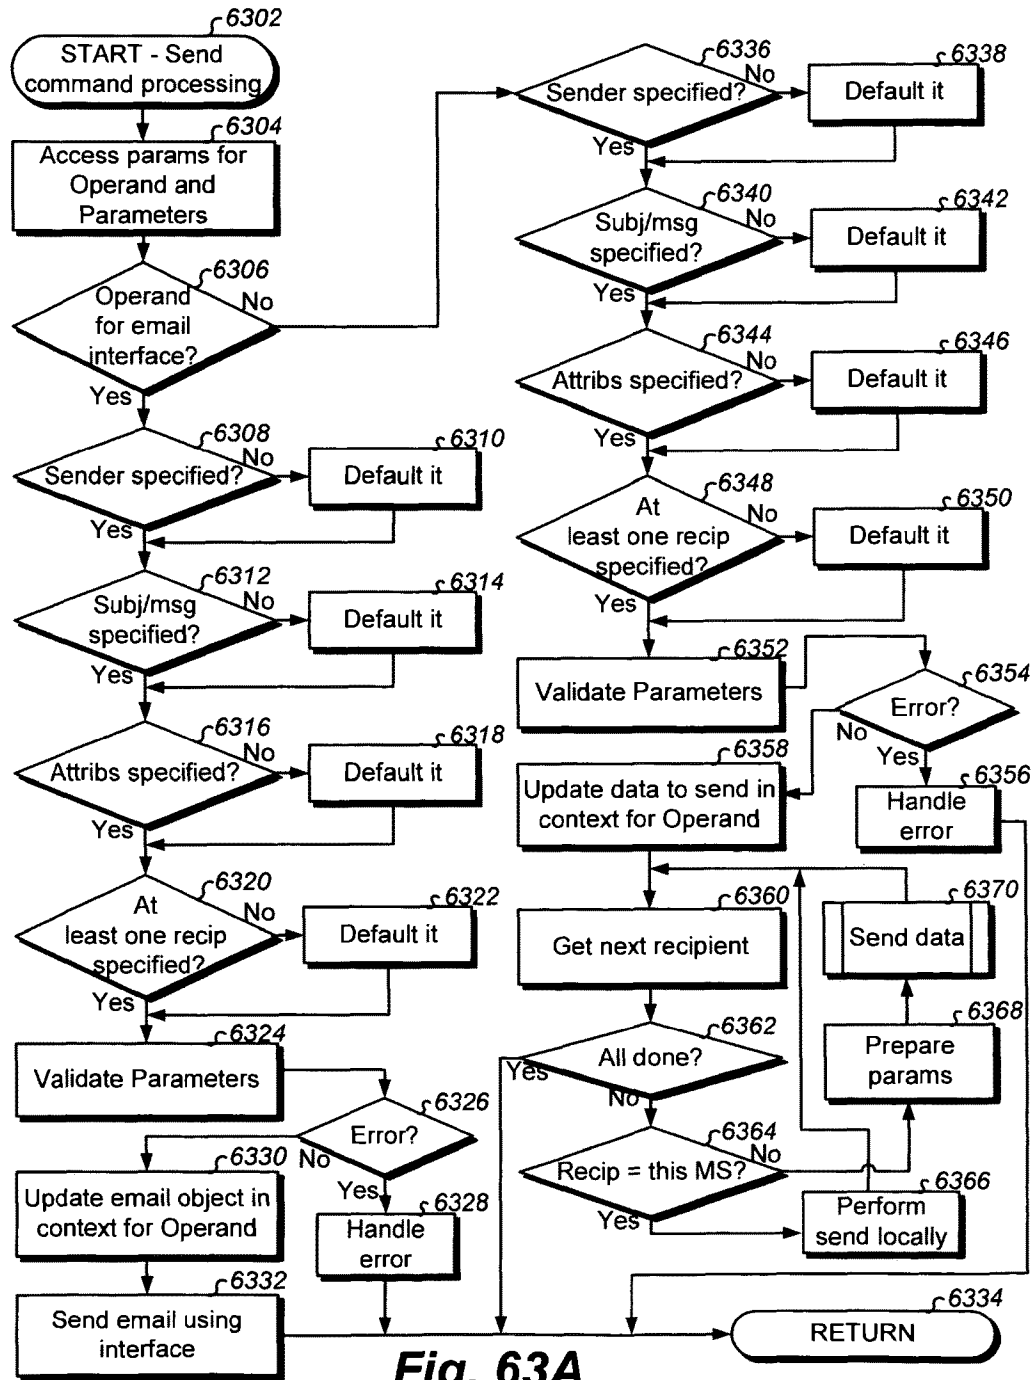 6302
START - Send
command processing
6304
Access params for
Operand and
Parameters
6306
Operand
for email
interface?
No
Yes
6308
Sender specified?
No
Yes
6310
Default it
6312
Subj/msg
specified?
No
Yes
6314
Default it
6316
Attribs specified?
No
Yes
6318
Default it
6320
At
least one recip
specified?
No
Yes
6322
Default it
6324
Validate Parameters
6326
Error?
No
Yes
6328
Handle
error
6330
Update email object in
context for Operand
6332
Send email using
interface
6336
Sender specified?
No
Yes
6338
Default it
6340
Subj/msg
specified?
No
Yes
6342
Default it
6344
Attribs specified?
No
Yes
6346
Default it
6348
At
least one recip
specified?
No
Yes
6350
Default it
6352
Validate Parameters
6354
Error?
No
Yes
6356
Handle
error
6358
Update data to send in
context for Operand
6360
Get next recipient
6362
All done?
Yes
No
6364
Recip = this MS?
No
Yes
6366
Perform
send locally
6368
Prepare
params
6370
Send data
6334
RETURN
Fig. 63A